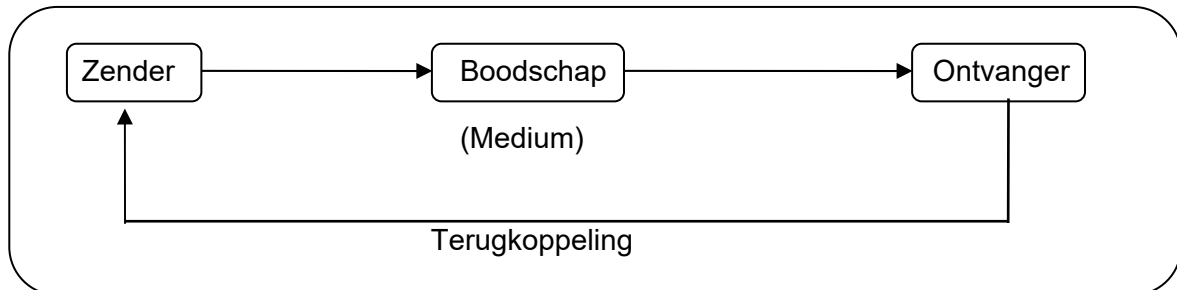 Zender
Boodschap
Ontvanger
(Medium)
Terugkoppeling